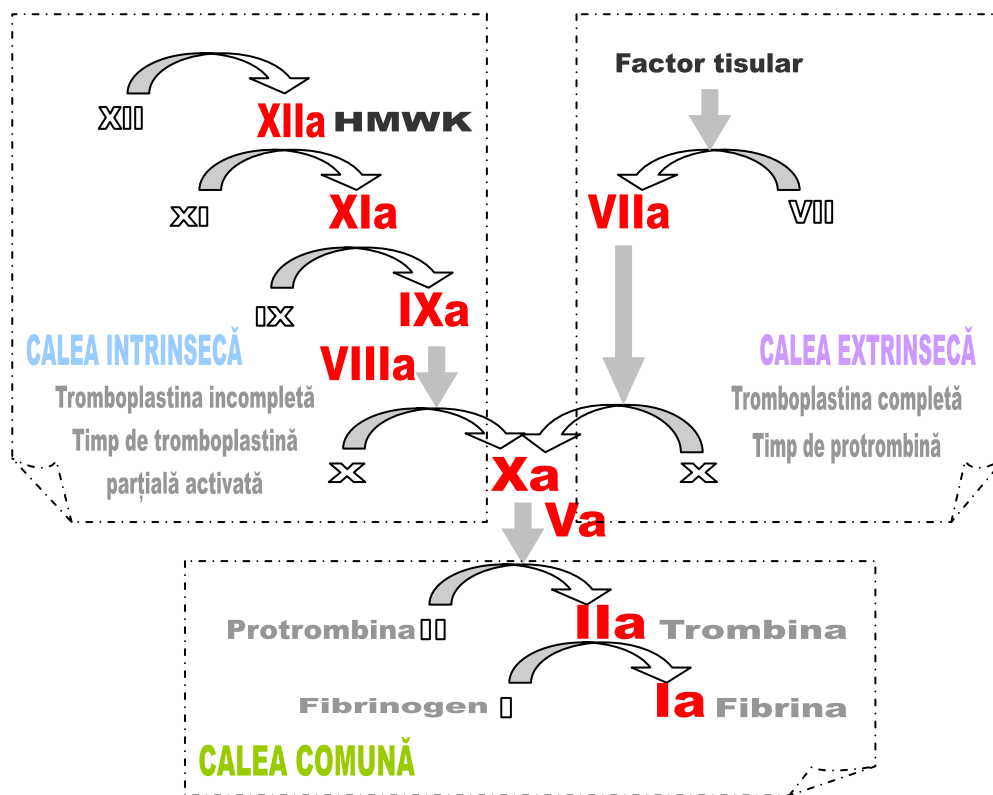 Factor tisular
XII
XIIa HMWK
XI
XIa
VIIa
VII
IX
IXa
CALEA INTRINSECĂ
VIIIa
CALEA EXTRINSECĂ
Tromboplastina incompletă
Timp de tromboplastină
parțială activată
Tromboplastina completă
Timp de protrombină
X
Xa
X
Va
Protrombina II
IIa Trombina
Fibrinogen I
Ia Fibrina
CALEA COMUNĂ